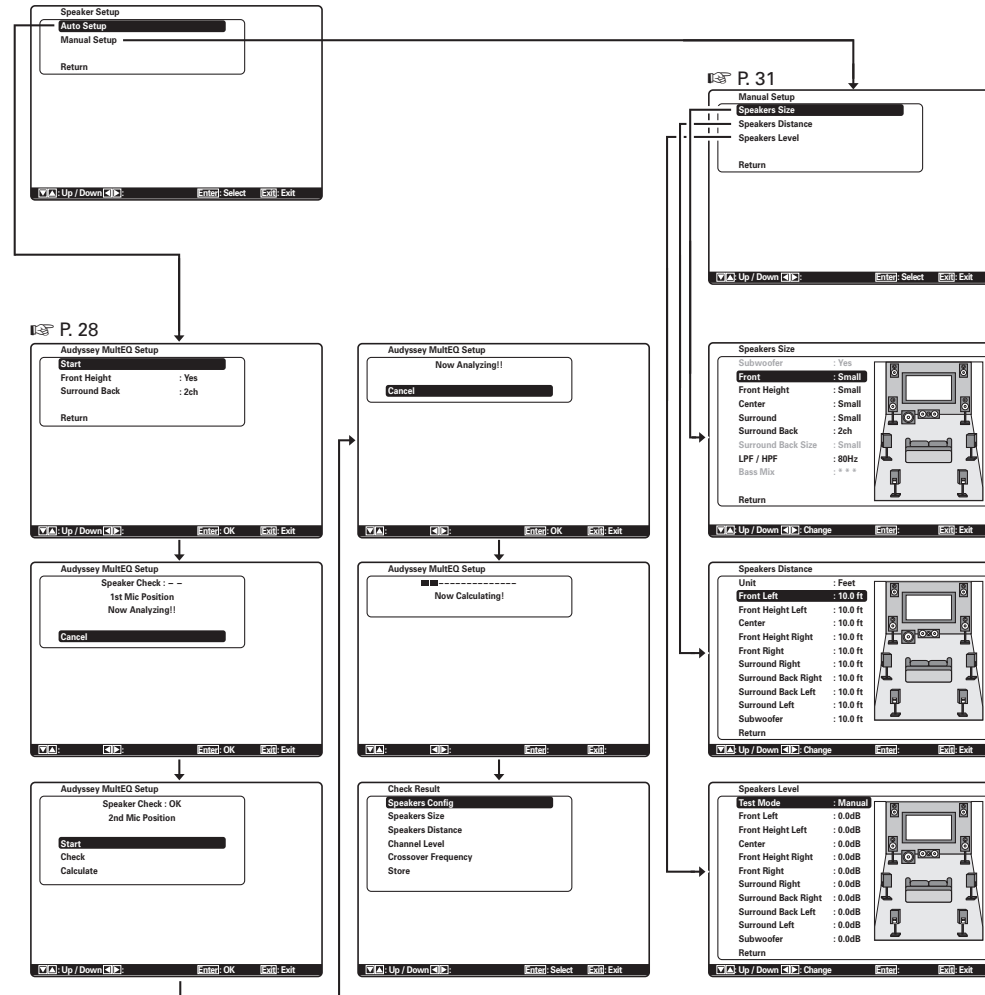 Speaker Setup
Auto Setup
Manual Setup
Return
▼▲: Up / Down ◀▶: Enter: Select Exit: Exit
☞ P. 31
Manual Setup
Speakers Size
Speakers Distance
Speakers Level
Return
▼▲: Up / Down ◀▶: Enter: Select Exit: Exit
☞ P. 28
Audyssey MultEQ Setup
Start
Front Height : Yes
Surround Back : 2ch
Return
▼▲: Up / Down ◀▶: Enter: OK Exit: Exit
Audyssey MultEQ Setup
Speaker Check : – –
1st Mic Position
Now Analyzing!!
Cancel
▼▲: ◀▶: Enter: OK Exit: Exit
Audyssey MultEQ Setup
Speaker Check : OK
2nd Mic Position
Start
Check
Calculate
▼▲: Up / Down ◀▶: Enter: OK Exit: Exit
Audyssey MultEQ Setup
Now Analyzing!!
Cancel
▼▲: ◀▶: Enter: OK Exit: Exit
Audyssey MultEQ Setup
Now Calculating!
▼▲: ◀▶: Enter: Exit:
Check Result
Speakers Config
Speakers Size
Speakers Distance
Channel Level
Crossover Frequency
Store
▼▲: Up / Down ◀▶: Enter: Select Exit: Exit
Speakers Size
Subwoofer : Yes
Front : Small
Front Height : Small
Center : Small
Surround : Small
Surround Back : 2ch
Surround Back Size : Small
LPF / HPF : 80Hz
Bass Mix : * * *
Return
▼▲: Up / Down ◀▶: Change Enter: Exit: Exit
Speakers Distance
Unit : Feet
Front Left : 10.0 ft
Front Height Left : 10.0 ft
Center : 10.0 ft
Front Height Right : 10.0 ft
Front Right : 10.0 ft
Surround Right : 10.0 ft
Surround Back Right : 10.0 ft
Surround Back Left : 10.0 ft
Surround Left : 10.0 ft
Subwoofer : 10.0 ft
Return
▼▲: Up / Down ◀▶: Change Enter: Exit: Exit
Speakers Level
Test Mode : Manual
Front Left : 0.0dB
Front Height Left : 0.0dB
Center : 0.0dB
Front Height Right : 0.0dB
Front Right : 0.0dB
Surround Right : 0.0dB
Surround Back Right : 0.0dB
Surround Back Left : 0.0dB
Surround Left : 0.0dB
Subwoofer : 0.0dB
Return
▼▲: Up / Down ◀▶: Change Enter: Exit: Exit